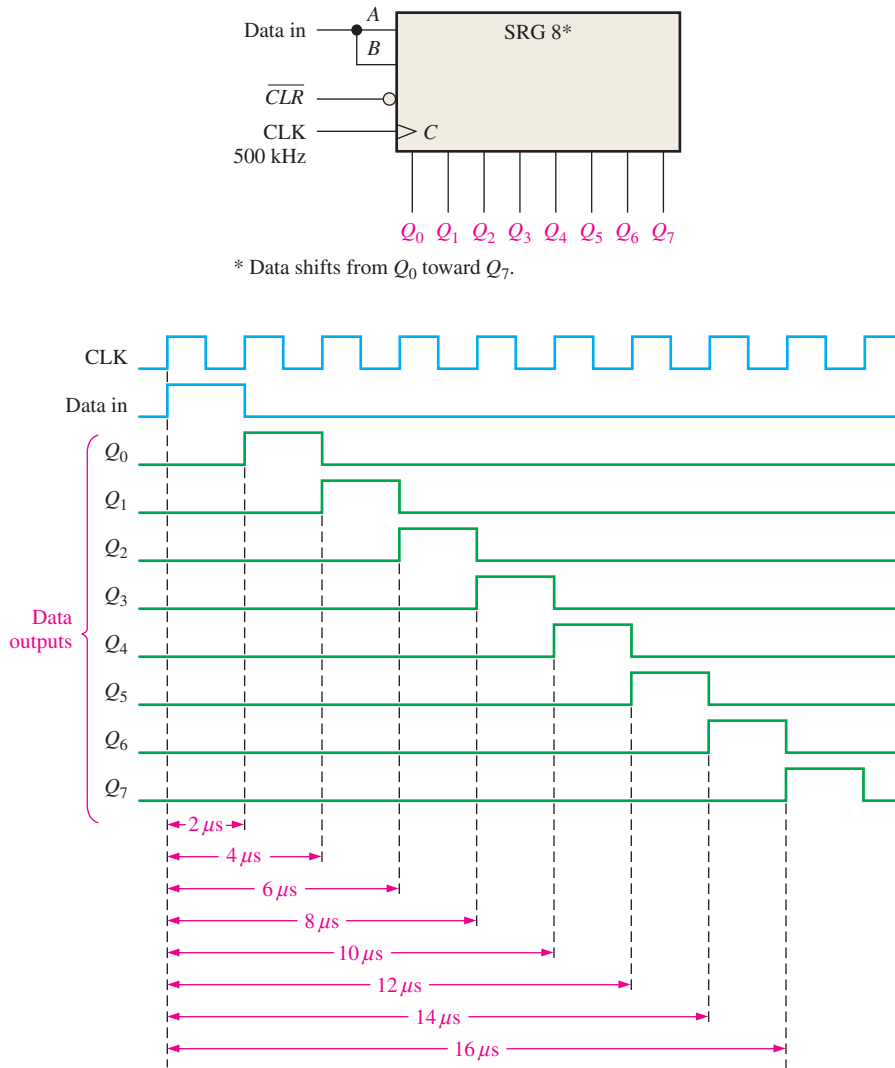 A
Data in
SRG 8*
B
C̅L̅R̅
CLK
C
500 kHz
Q₀ Q₁ Q₂ Q₃ Q₄ Q₅ Q₆ Q₇
* Data shifts from Q₀ toward Q₇.
CLK
Data in
Q₀
Q₁
Q₂
Q₃
Data
outputs
Q₄
Q₅
Q₆
Q₇
2 μs
4 μs
6 μs
8 μs
10 μs
12 μs
14 μs
16 μs